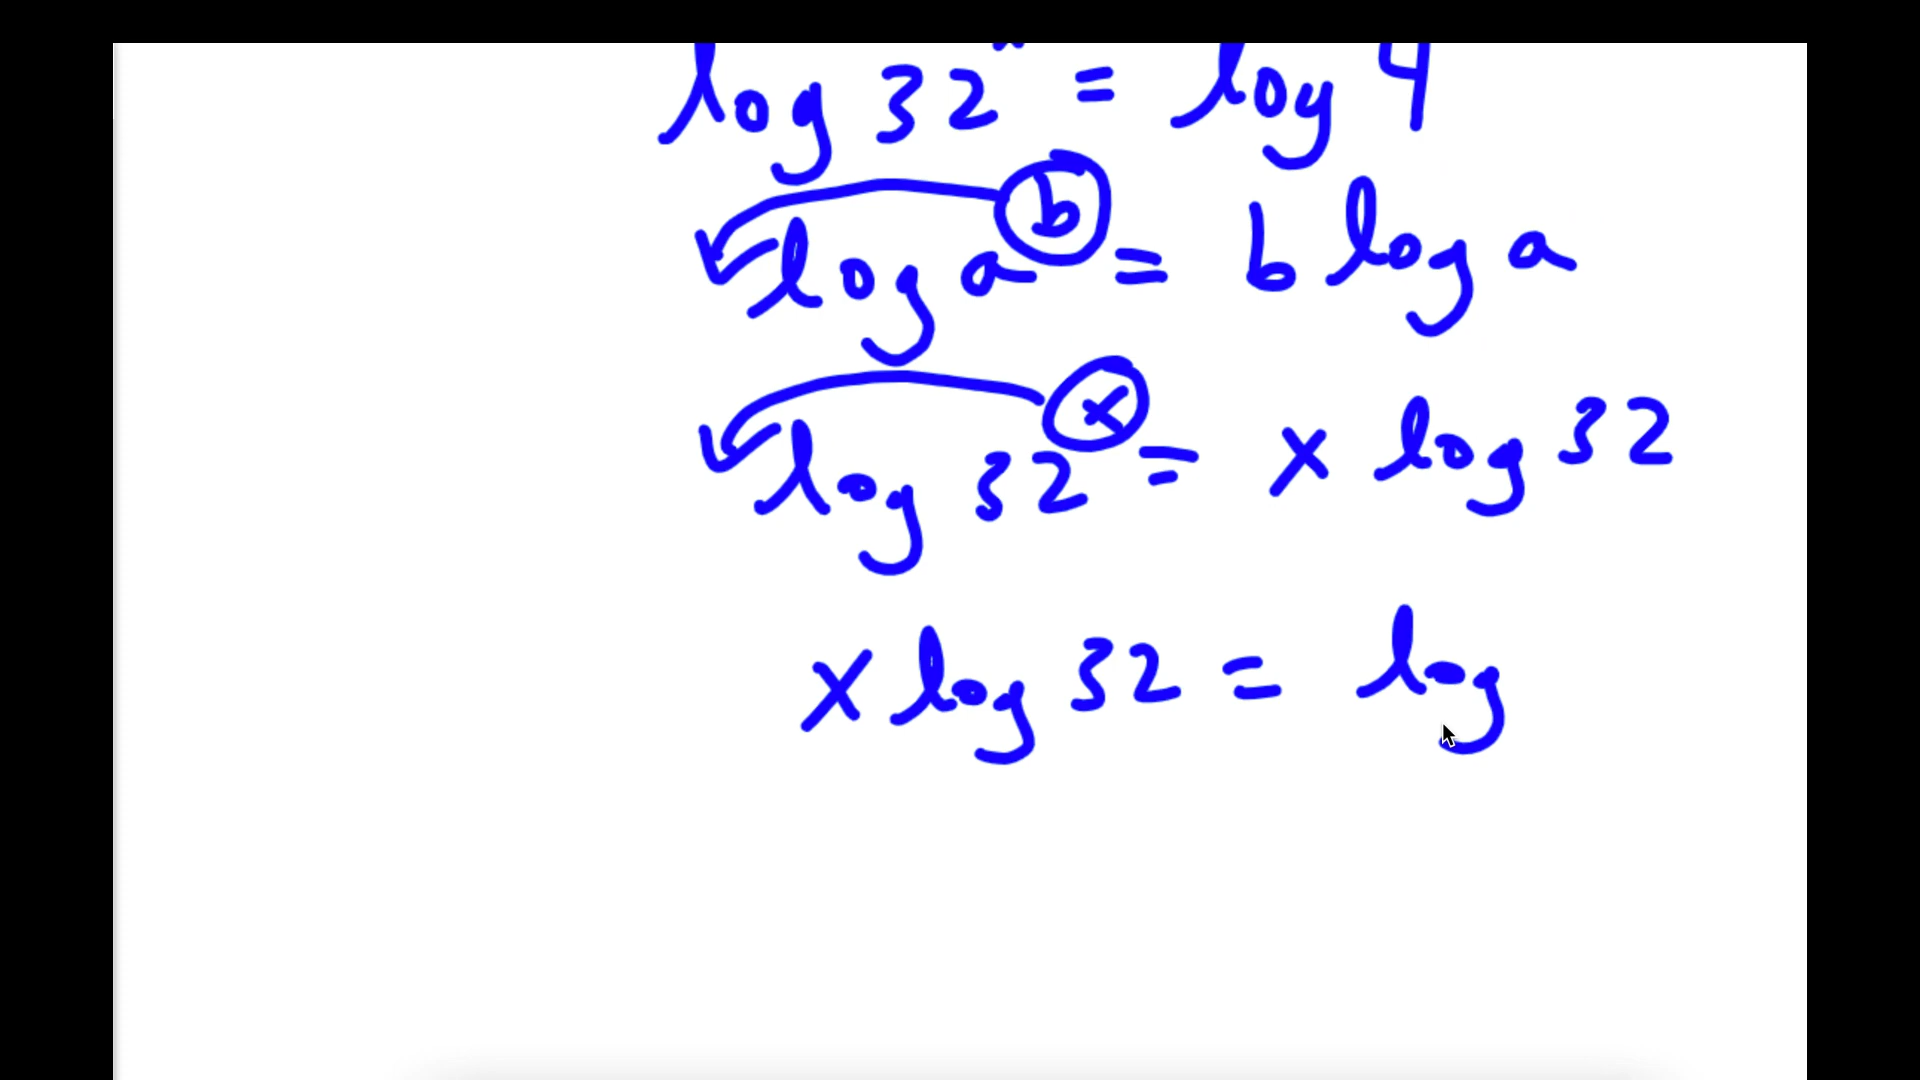 log 32ˣ = log 4
log aᵇ = b log a
log 32ˣ = x log 32
x log 32 = log